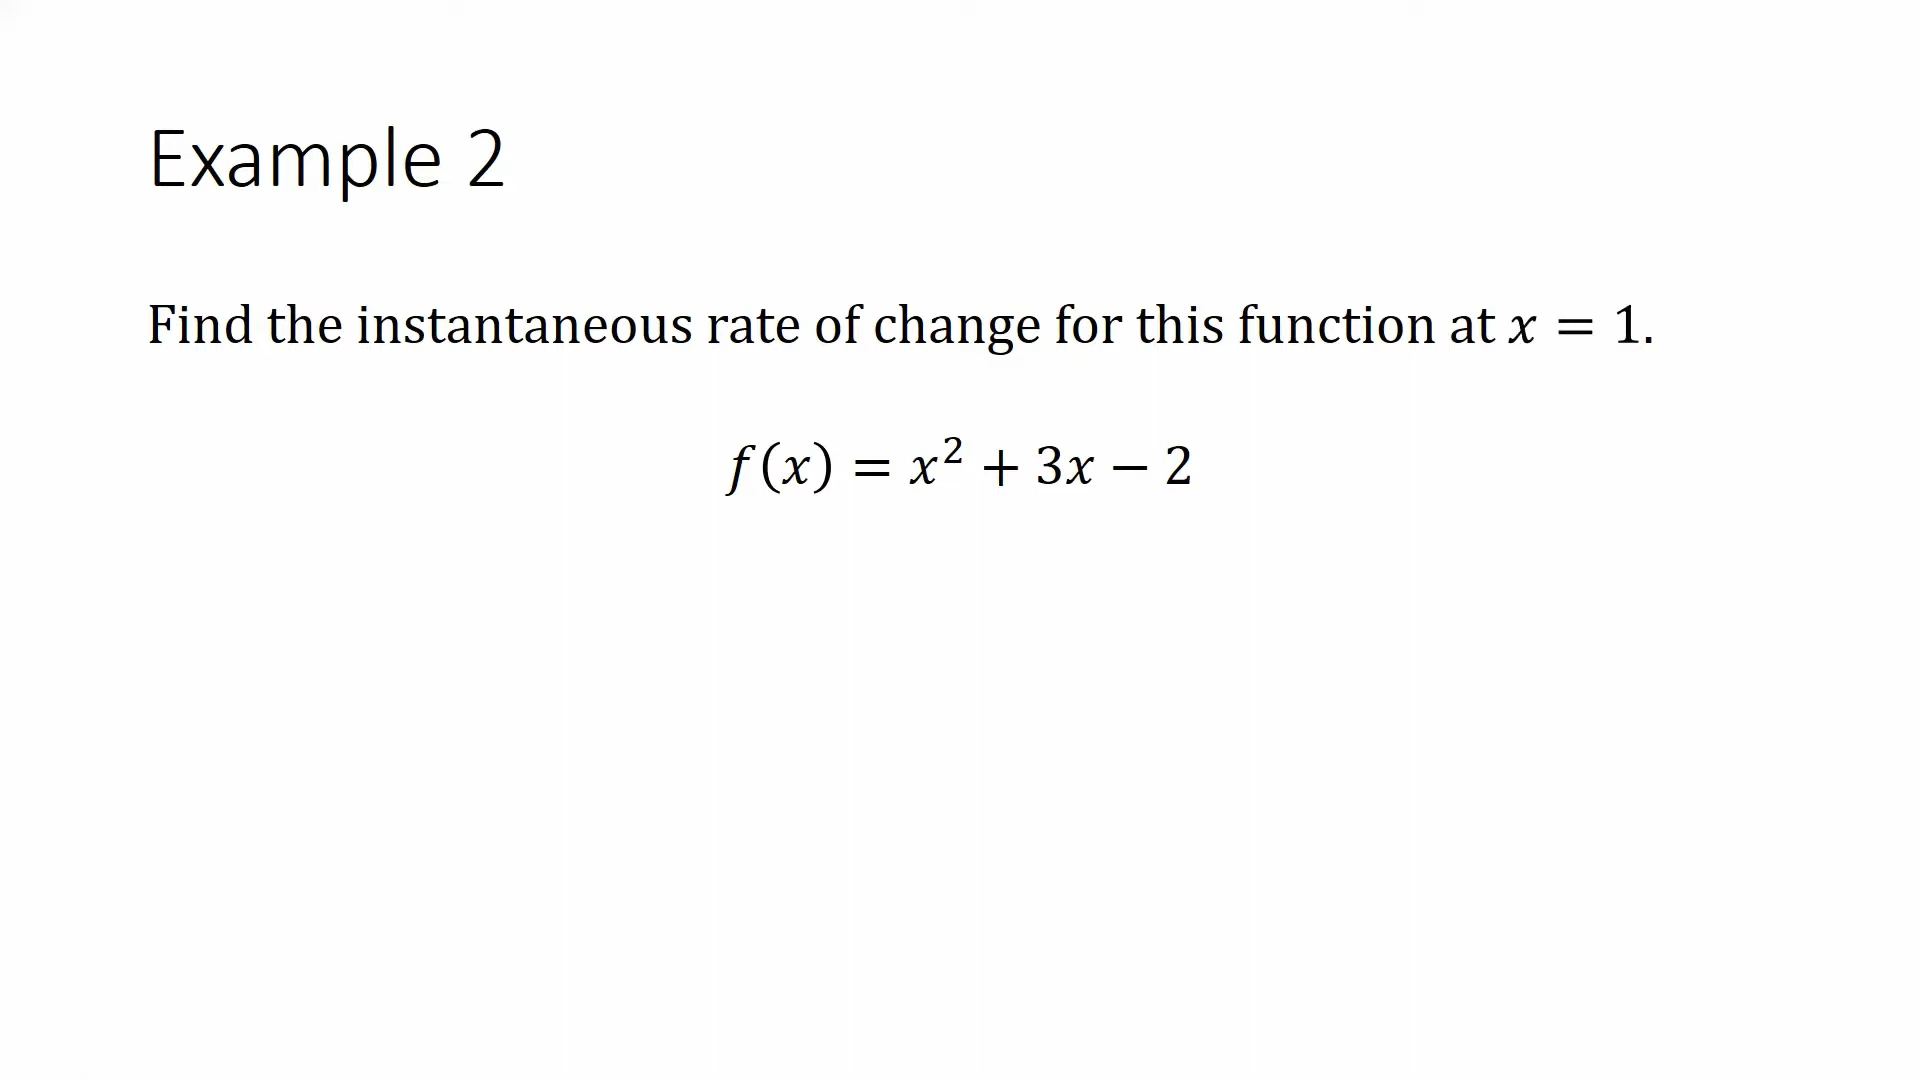 Example 2
Find the instantaneous rate of change for this function at 𝑥 = 1.
𝑓(𝑥) = 𝑥² + 3𝑥 − 2